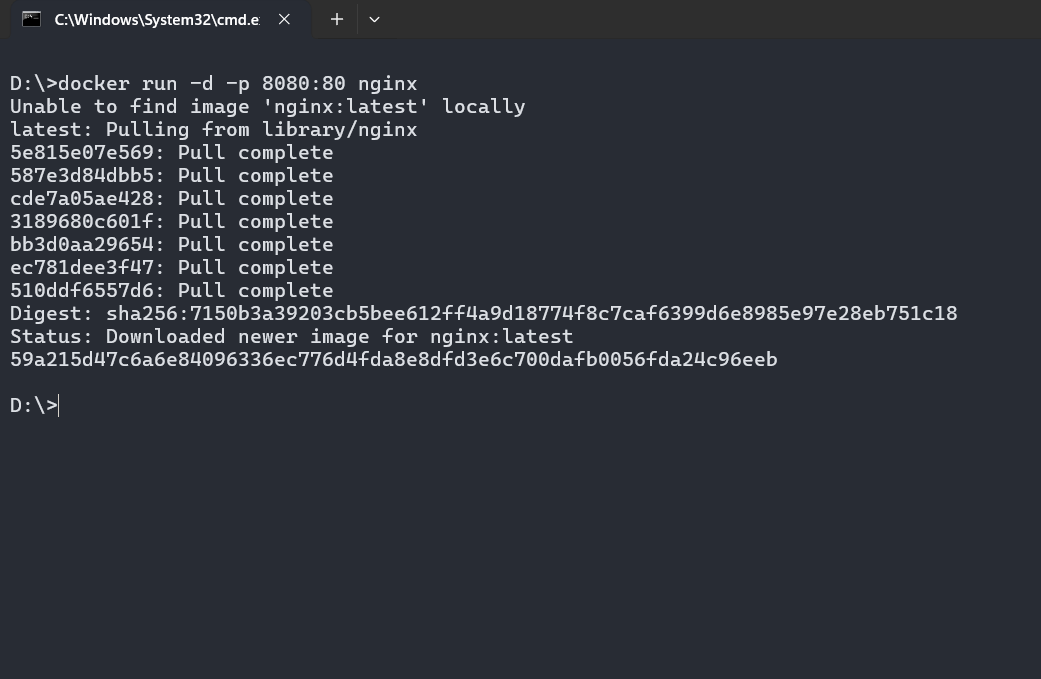 C:\Windows\System32\cmd.e
D:\>docker run -d -p 8080:80 nginx
Unable to find image 'nginx:latest' locally
latest: Pulling from library/nginx
5e815e07e569: Pull complete
587e3d84dbb5: Pull complete
cde7a05ae428: Pull complete
3189680c601f: Pull complete
bb3d0aa29654: Pull complete
ec781dee3f47: Pull complete
510ddf6557d6: Pull complete
Digest: sha256:7150b3a39203cb5bee612ff4a9d18774f8c7caf6399d6e8985e97e28eb751c18
Status: Downloaded newer image for nginx:latest
59a215d47c6a6e84096336ec776d4fda8e8dfd3e6c700dafb0056fda24c96eeb
D:\>